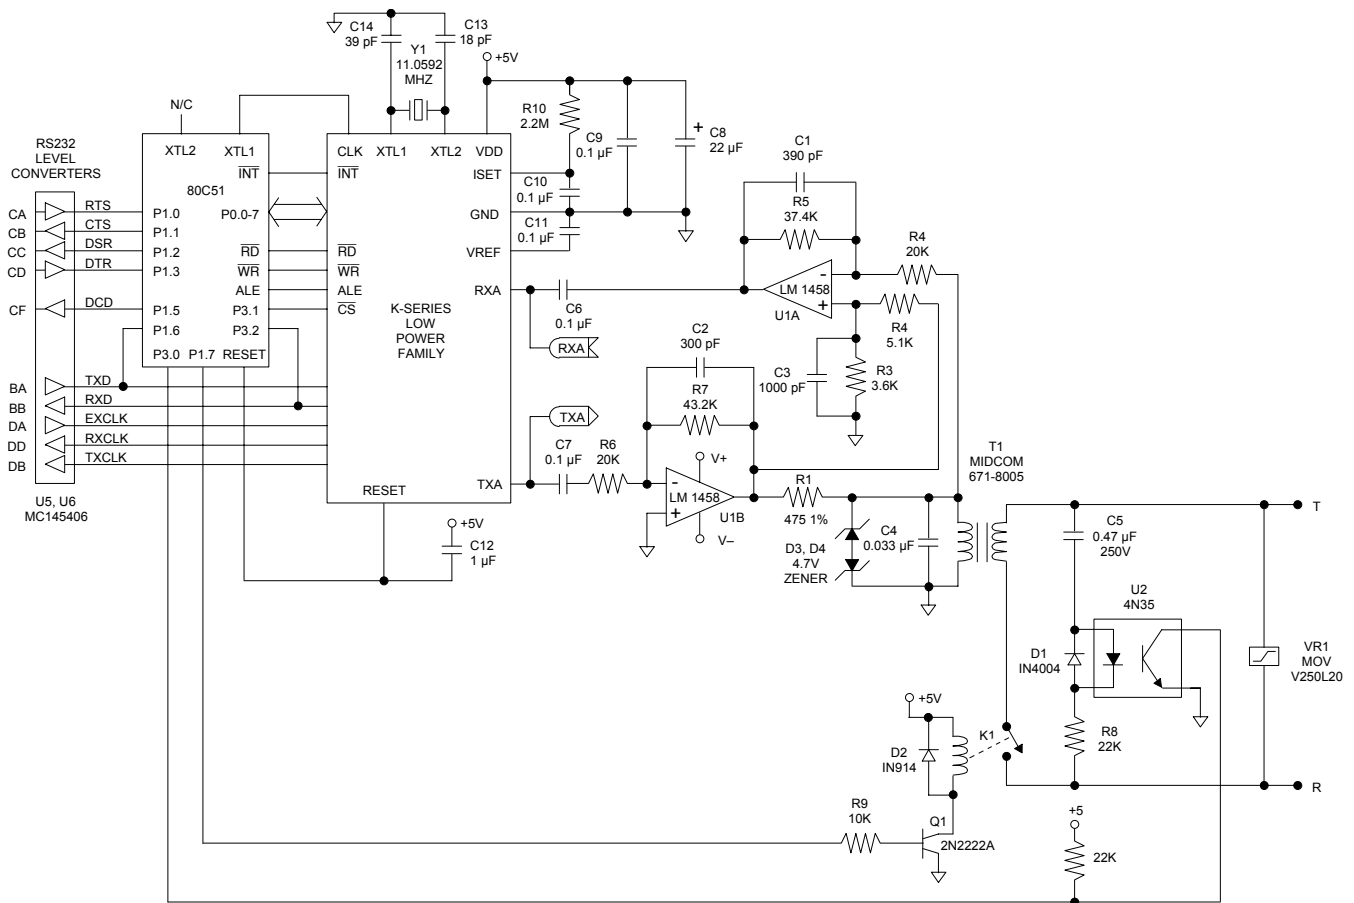 C14
39 pF
C13
18 pF
Y1
11.0592
MHZ
+5V
N/C
R10
2.2M
C9
0.1 µF
+
C8
22 µF
C1
390 pF
RS232
LEVEL
CONVERTERS
XTL2
XTL1
CLK
XTL1
XTL2
VDD
INT
INT
ISET
80C51
C10
0.1 µF
R5
37.4K
CA
RTS
P1.0
P0.0-7
GND
CB
CTS
P1.1
C11
0.1 µF
R4
20K
CC
DSR
P1.2
RD
RD
VREF
CD
DTR
P1.3
WR
WR
-
LM 1458
+
U1A
ALE
ALE
RXA
CF
DCD
P1.5
P3.1
CS
K-SERIES
LOW
POWER
FAMILY
C6
0.1 µF
P1.6
P3.2
R4
5.1K
C2
300 pF
RXA
P3.0
P1.7
RESET
C3
1000 pF
R3
3.6K
BA
TXD
R7
43.2K
BB
RXD
TXA
DA
EXCLK
DD
RXCLK
C7
0.1 µF
R6
20K
V+
T1
MIDCOM
671-8005
DB
TXCLK
TXA
-
LM 1458
+
R1
475 1%
RESET
U5, U6
MC145406
U1B
V–
T
+5V
C12
1 µF
D3, D4
4.7V
ZENER
C4
0.033 µF
C5
0.47 µF
250V
U2
4N35
D1
IN4004
VR1
MOV
V250L20
+5V
D2
IN914
K1
R8
22K
R
R9
10K
Q1
2N2222A
+5
22K